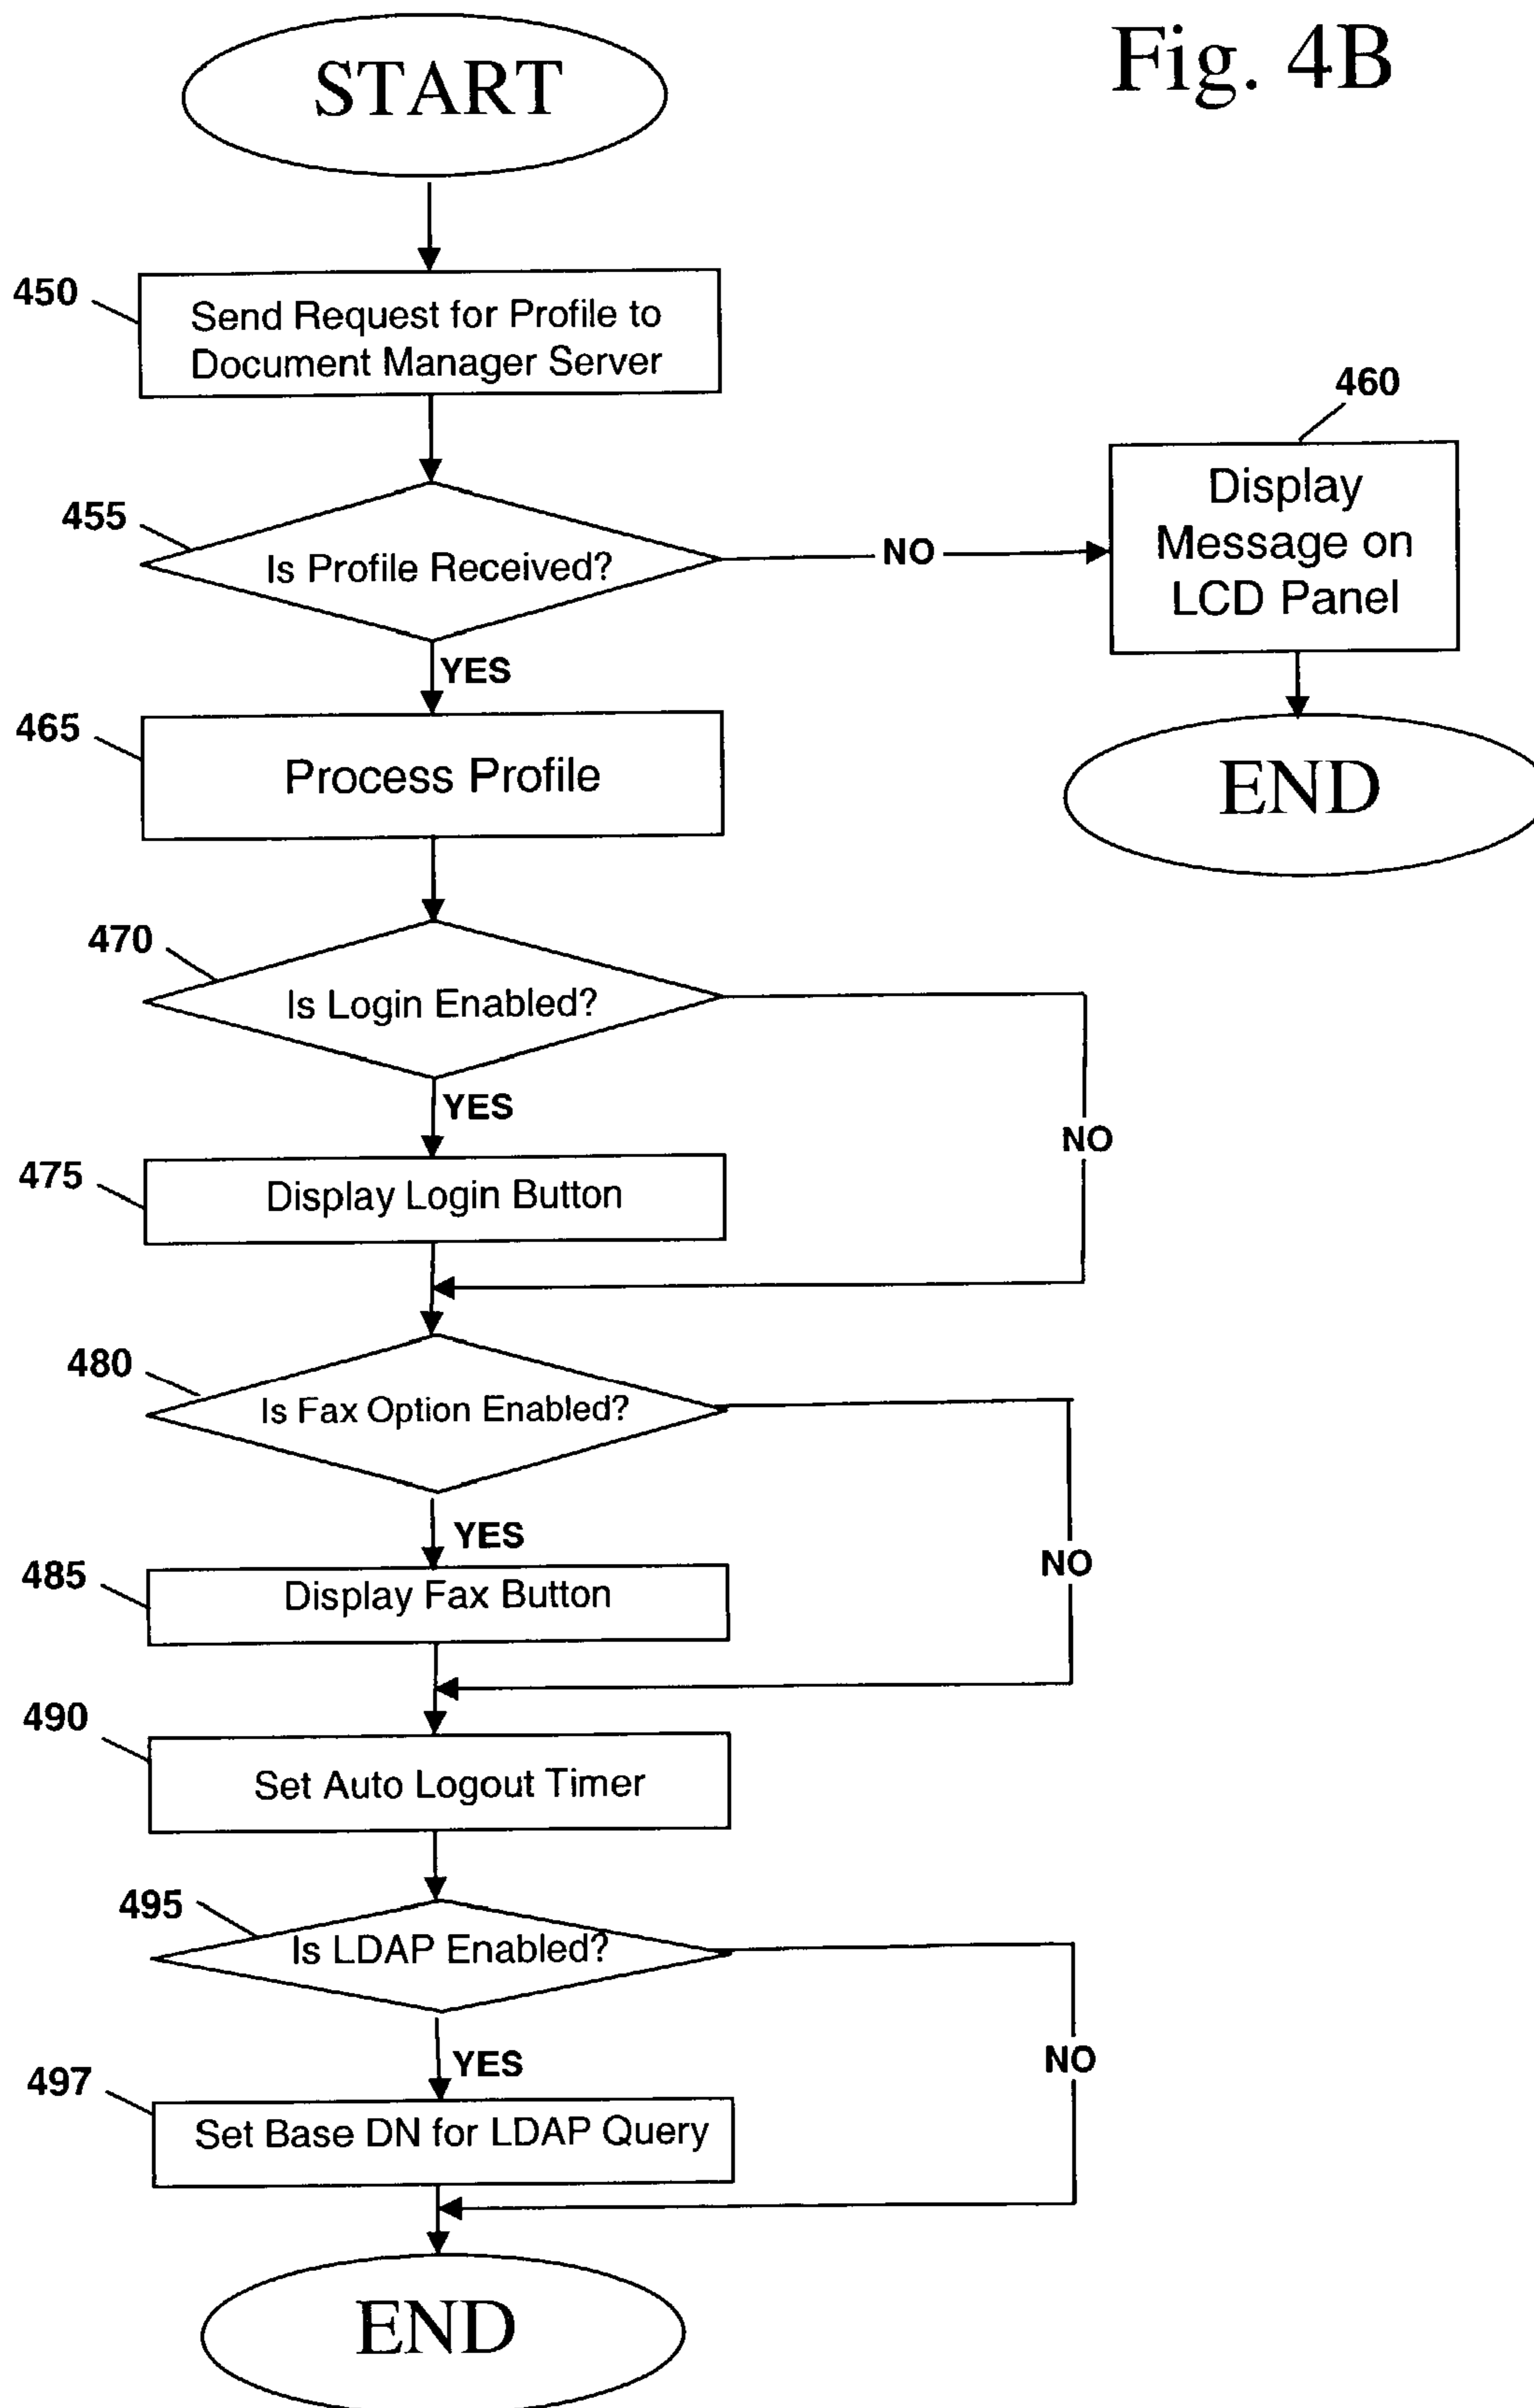 Fig. 4B
START
450
Send Request for Profile to
Document Manager Server
460
Display
Message on
LCD Panel
455
Is Profile Received?
NO
YES
465
Process Profile
END
470
Is Login Enabled?
YES
NO
475
Display Login Button
480
Is Fax Option Enabled?
YES
NO
485
Display Fax Button
490
Set Auto Logout Timer
495
Is LDAP Enabled?
YES
NO
497
Set Base DN for LDAP Query
END